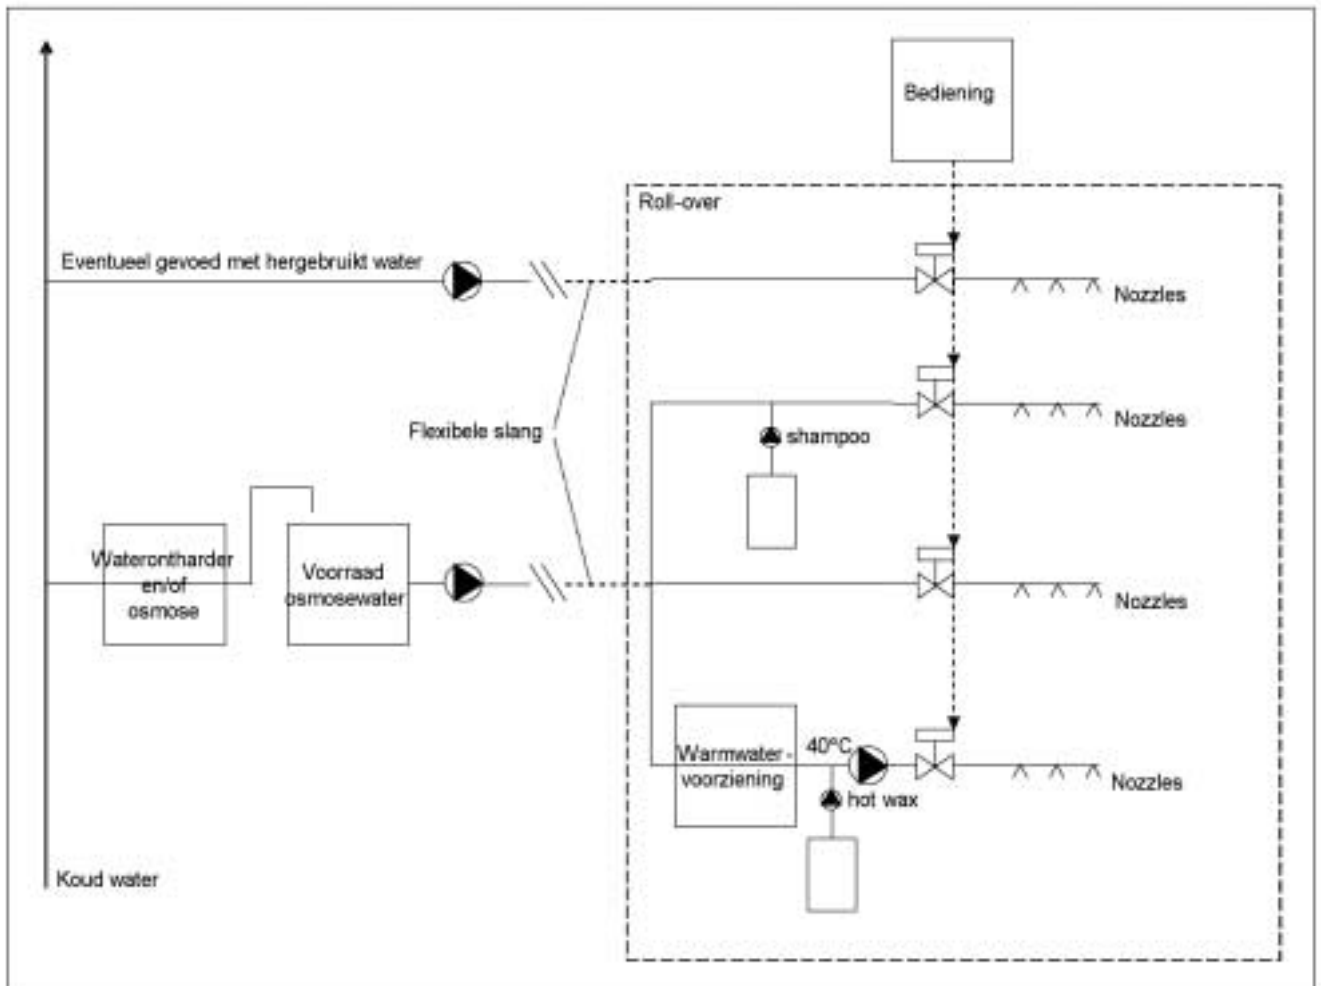 Bediening
Roll-over
Eventueel gevoed met hergebruikt water
Nozzles
Nozzles
Flexibele slang
shampoo
Waterontharder
en/of
osmose
Voorraad
osmosewater
Nozzles
Warmwater-
voorziening
40°C
hot wax
Nozzles
Koud water